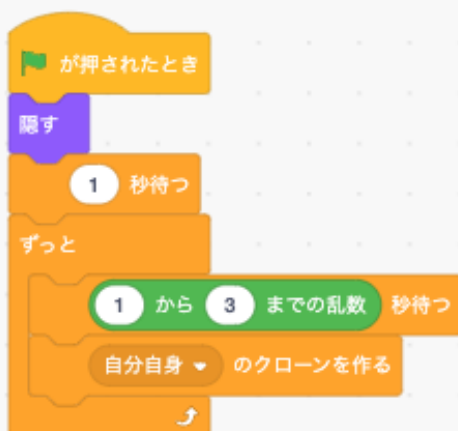 が押されたとき
隠す
1 秒待つ
ずっと
1 から 3 までの乱数 秒待つ
自分自身 のクローンを作る